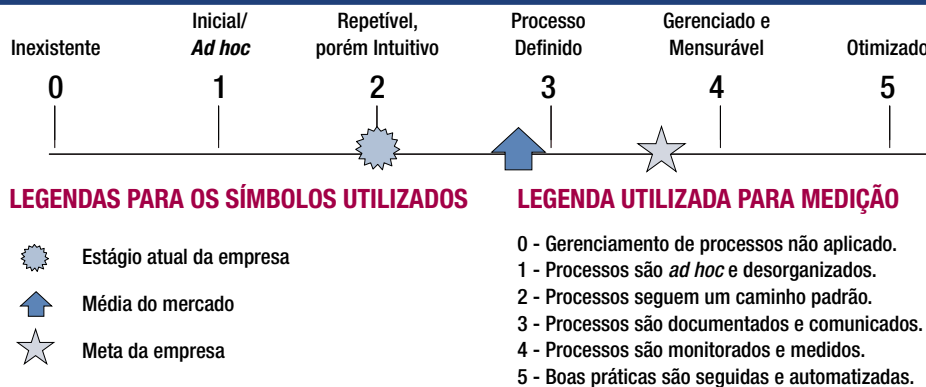 Inexistente
Inicial/
Ad hoc
Repetível,
porém Intuitivo
Processo
Definido
Gerenciado e
Mensurável
Otimizado
0 1 2 3 4 5
LEGENDAS PARA OS SÍMBOLOS UTILIZADOS
Estágio atual da empresa
Média do mercado
Meta da empresa
LEGENDA UTILIZADA PARA MEDIÇÃO
0 - Gerenciamento de processos não aplicado.
1 - Processos são ad hoc e desorganizados.
2 - Processos seguem um caminho padrão.
3 - Processos são documentados e comunicados.
4 - Processos são monitorados e medidos.
5 - Boas práticas são seguidas e automatizadas.